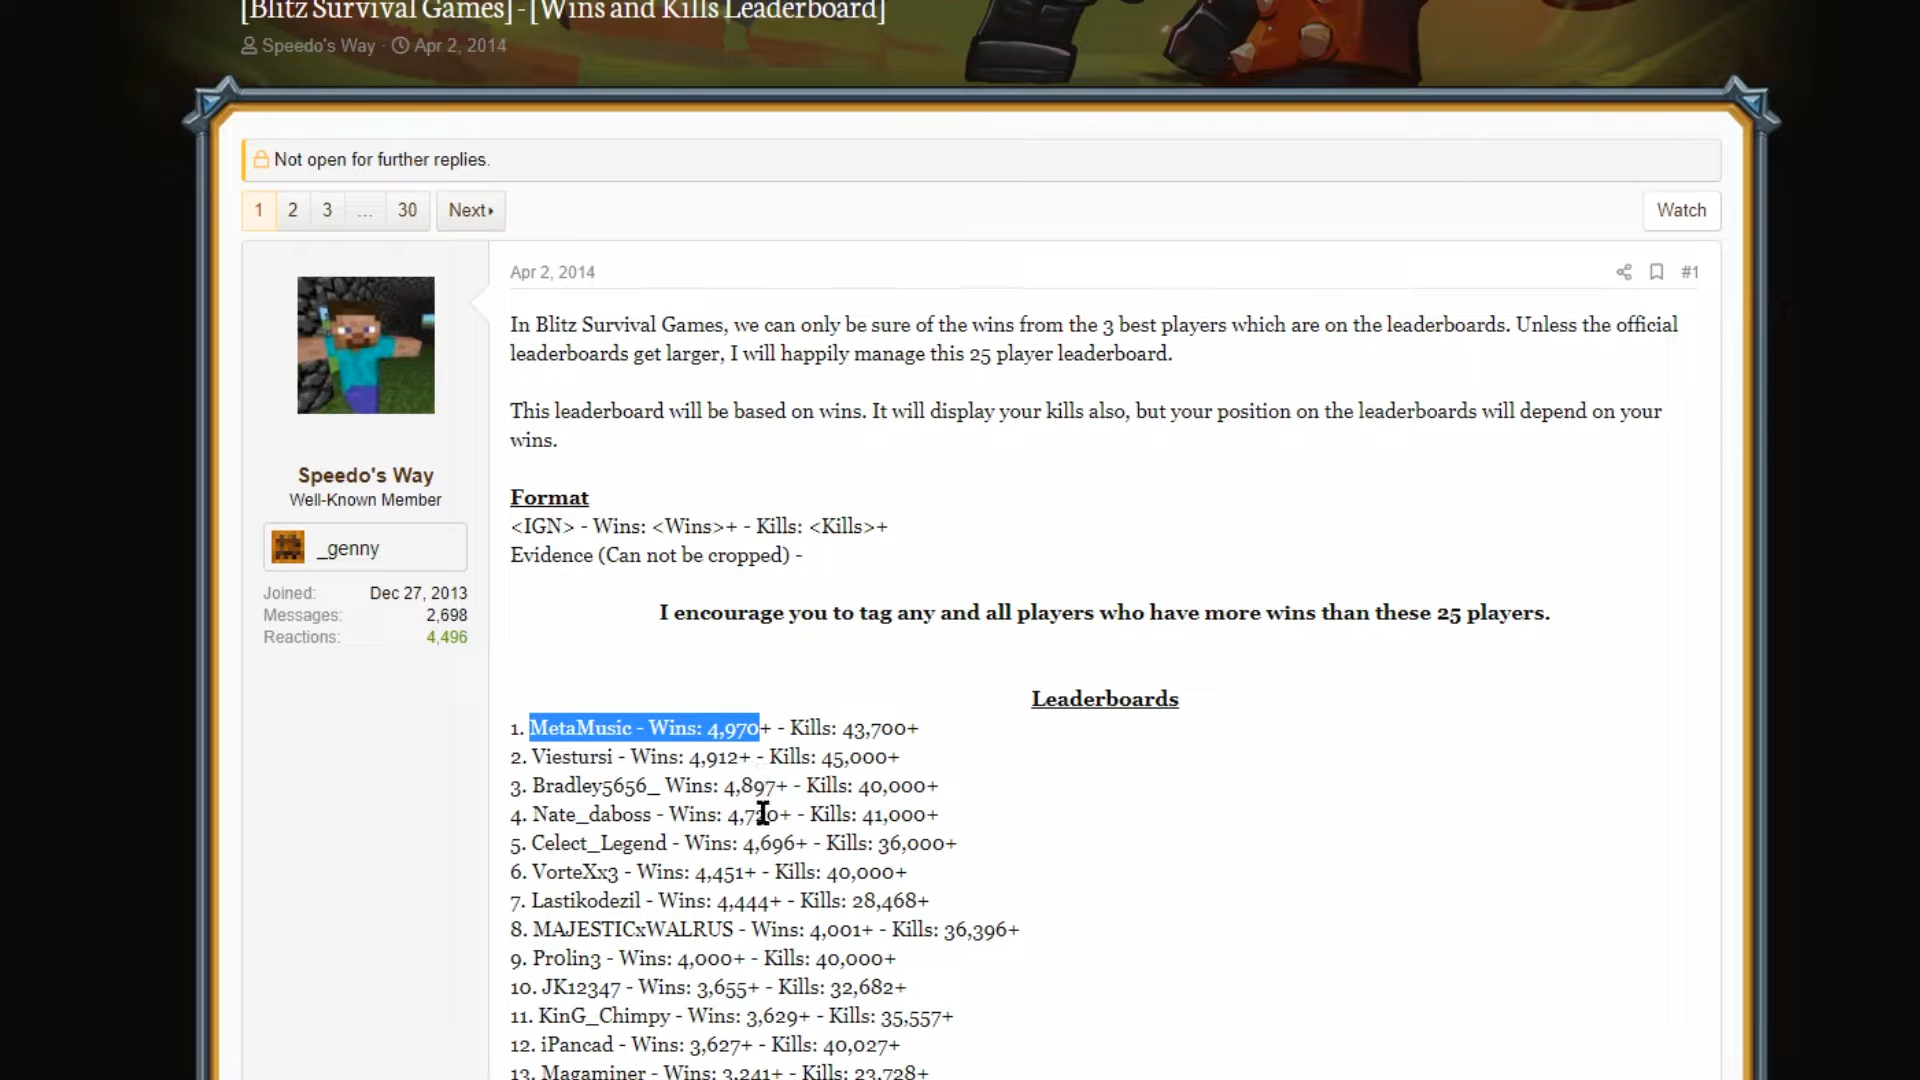 [Blitz Survival Games] - [Wins and Kills Leaderboard]
Speedo's Way · Apr 2, 2014
Not open for further replies.
1 2 3 ... 30 Next
Watch
Speedo's Way
Well-Known Member
_genny
Joined: Dec 27, 2013
Messages: 2,698
Reactions: 4,496
Apr 2, 2014
#1
In Blitz Survival Games, we can only be sure of the wins from the 3 best players which are on the leaderboards. Unless the official
leaderboards get larger, I will happily manage this 25 player leaderboard.
This leaderboard will be based on wins. It will display your kills also, but your position on the leaderboards will depend on your
wins.
Format
<IGN> - Wins: <Wins>+ - Kills: <Kills>+
Evidence (Can not be cropped) -
I encourage you to tag any and all players who have more wins than these 25 players.
Leaderboards
1. MetaMusic - Wins: 4,970+ - Kills: 43,700+
2. Viestursi - Wins: 4,912+ - Kills: 45,000+
3. Bradley5656_ Wins: 4,897+ - Kills: 40,000+
4. Nate_daboss - Wins: - Kills: 41,000+
5. Celect_Legend - Wins: 4,696+ - Kills: 36,000+
6. VorteXx3 - Wins: 4,451+ - Kills: 40,000+
7. Lastikodezil - Wins: 4,444+ - Kills: 28,468+
8. MAJESTICxWALRUS - Wins: 4,001+ - Kills: 36,396+
9. Prolin3 - Wins: 4,000+ - Kills: 40,000+
10. JK12347 - Wins: 3,655+ - Kills: 32,682+
11. KinG_Chimpy - Wins: 3,629+ - Kills: 35,557+
12. iPancad - Wins: 3,627+ - Kills: 40,027+
13. Magaminer - Wins: 3,241+ - Kills: 23,728+